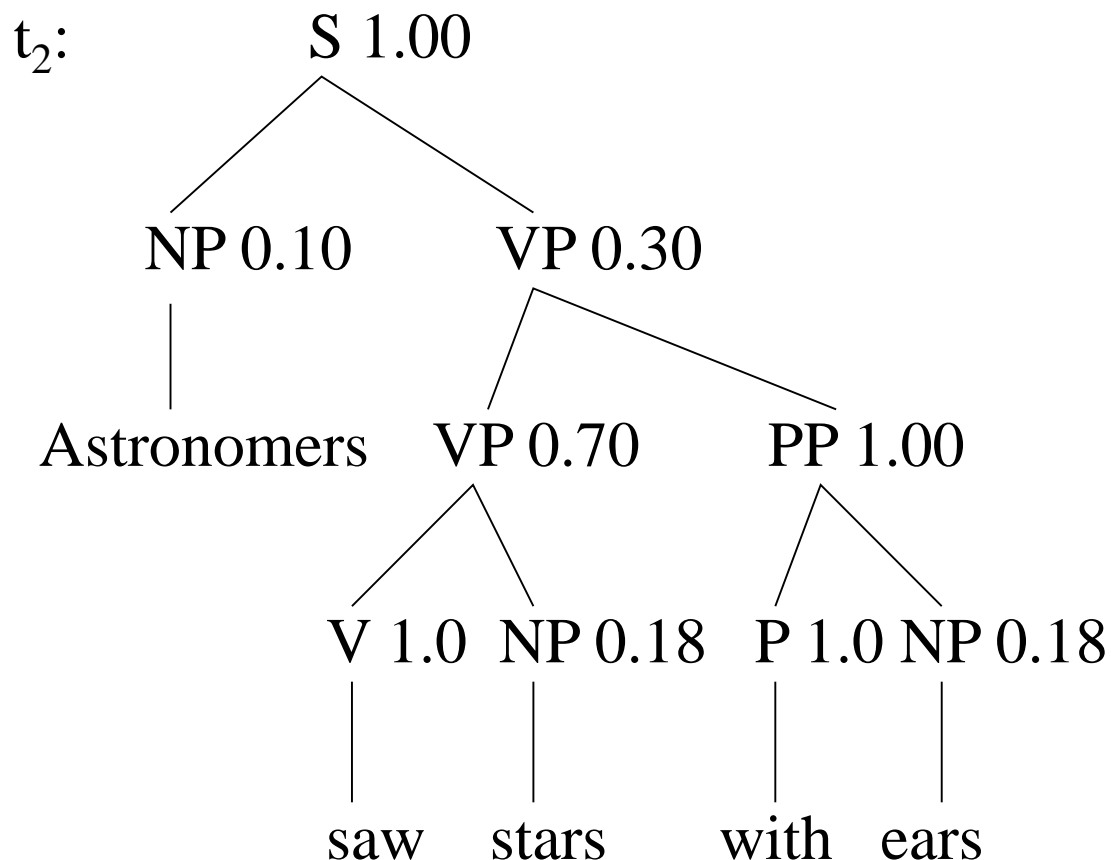 t₂: S 1.00
NP 0.10 VP 0.30
Astronomers VP 0.70 PP 1.00
V 1.0 NP 0.18 P 1.0 NP 0.18
saw stars with ears